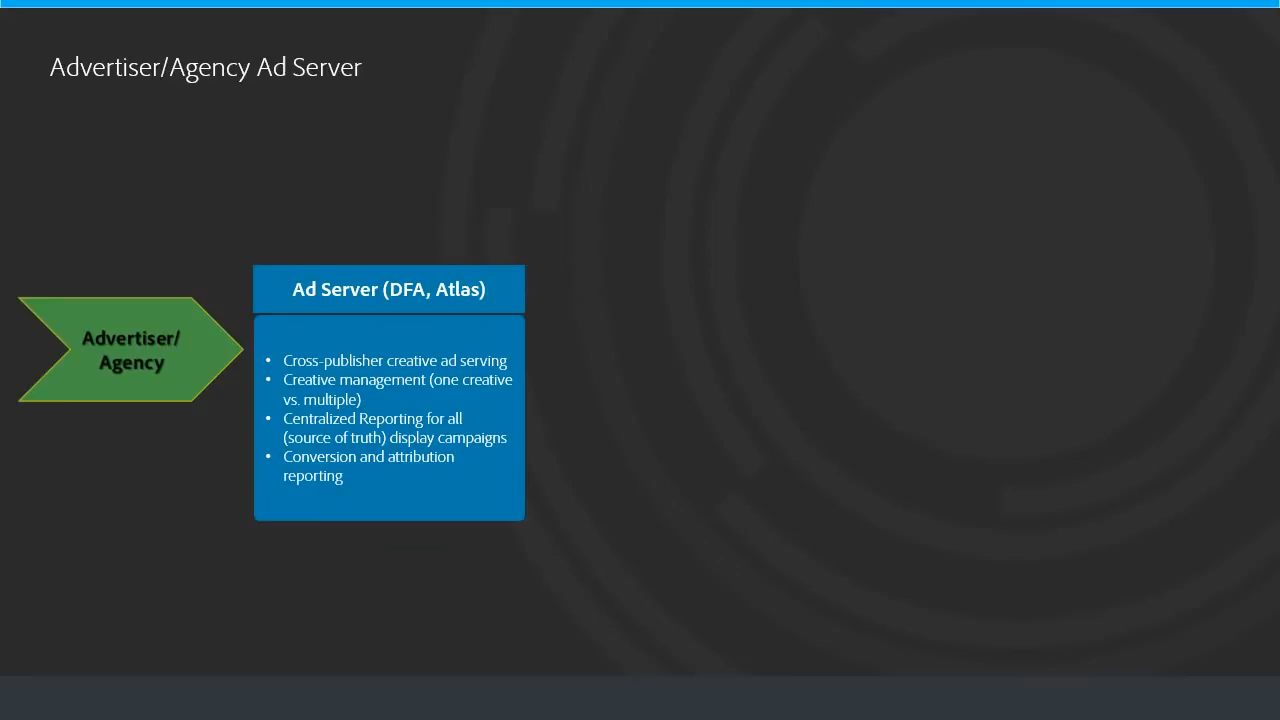 Advertiser/Agency Ad Server
Advertiser/
Agency
Ad Server (DFA, Atlas)
• Cross-publisher creative ad serving
• Creative management (one creative
vs. multiple)
• Centralized Reporting for all
(source of truth) display campaigns
• Conversion and attribution
reporting